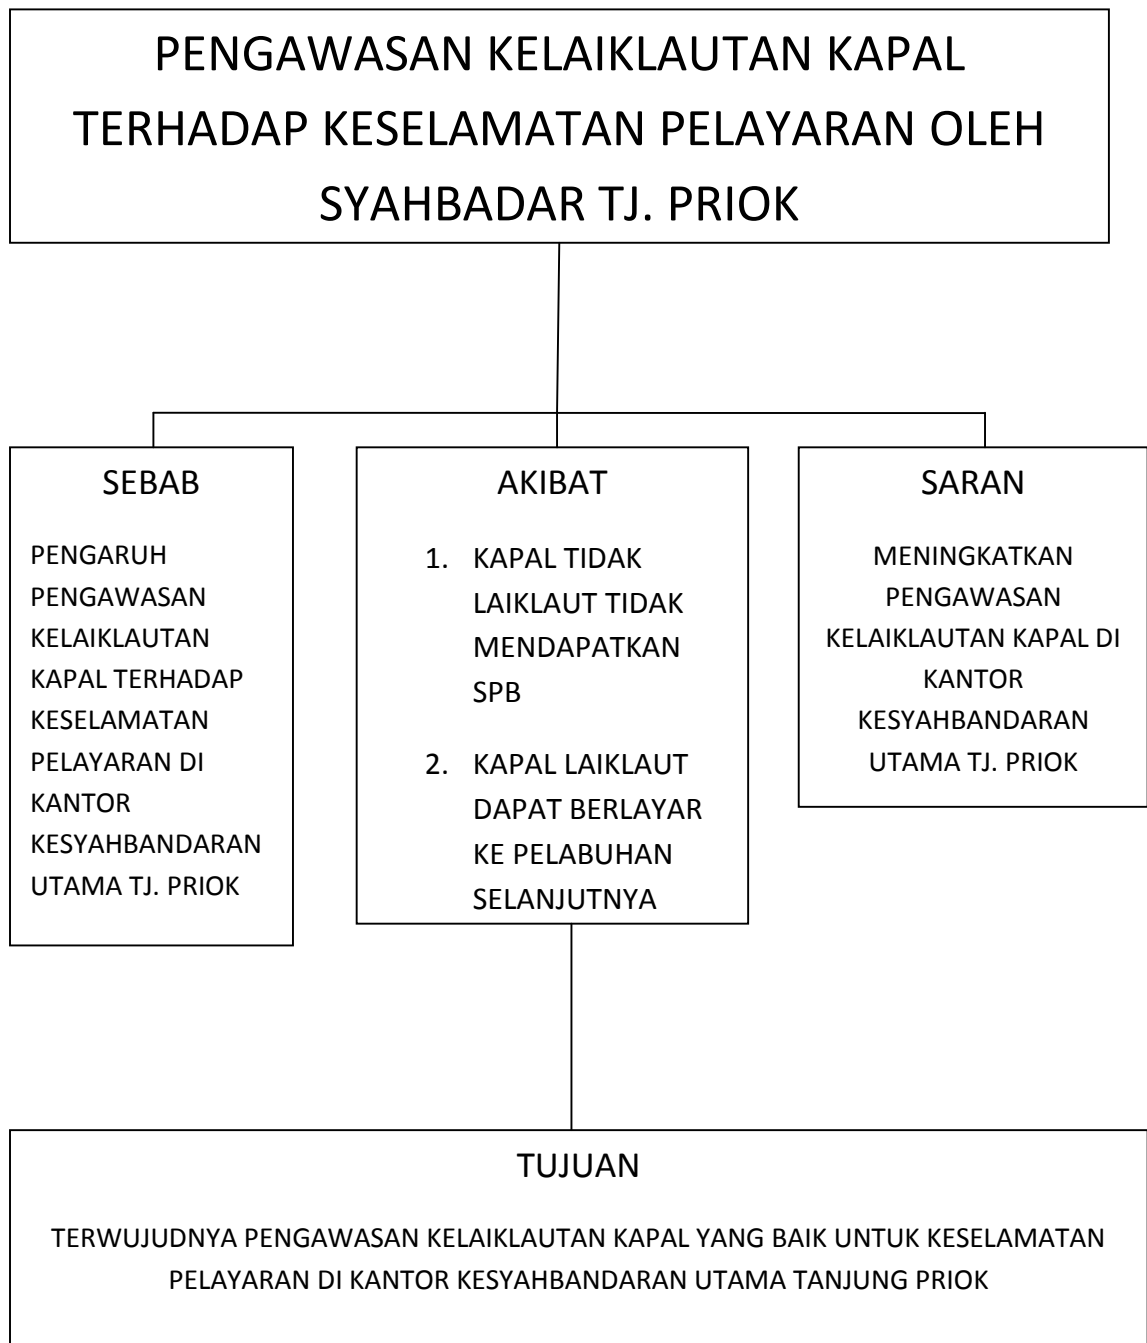 PENGAWASAN KELAIKLAUTAN KAPAL
TERHADAP KESELAMATAN PELAYARAN OLEH
SYAHBADAR TJ. PRIOK
SEBAB
PENGARUH
PENGAWASAN
KELAIKLAUTAN
KAPAL TERHADAP
KESELAMATAN
PELAYARAN DI
KANTOR
KESYAHBANDARAN
UTAMA TJ. PRIOK
AKIBAT
1. KAPAL TIDAK
LAIKLAUT TIDAK
MENDAPATKAN
SPB
2. KAPAL LAIKLAUT
DAPAT BERLAYAR
KE PELABUHAN
SELANJUTNYA
SARAN
MENINGKATKAN
PENGAWASAN
KELAIKLAUTAN KAPAL DI
KANTOR
KESYAHBANDARAN
UTAMA TJ. PRIOK
TUJUAN
TERWUJUDNYA PENGAWASAN KELAIKLAUTAN KAPAL YANG BAIK UNTUK KESELAMATAN
PELAYARAN DI KANTOR KESYAHBANDARAN UTAMA TANJUNG PRIOK